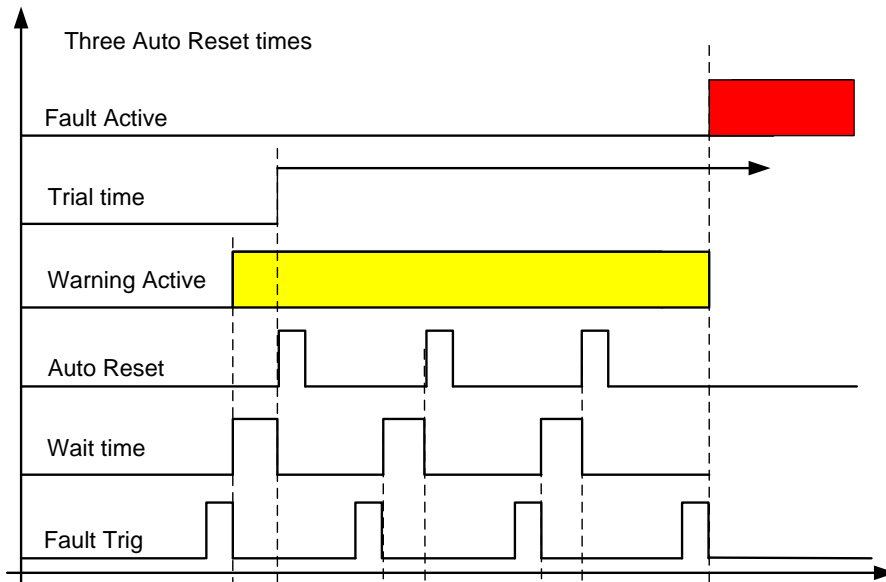 Three Auto Reset times
Fault Active
Trial time
Warning Active
Auto Reset
Wait time
Fault Trig